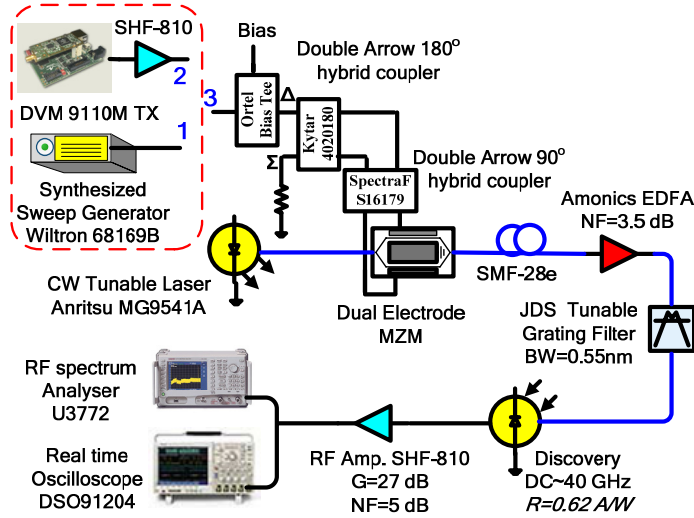 SHF-810
2
DVM 9110M TX
1
Synthesized
Sweep Generator
Wiltron 68169B
3
Bias
Ortel
Bias Tee
Δ
Σ
Kytar
4020180
Double Arrow 180°
hybrid coupler
Double Arrow 90°
hybrid coupler
SpectraF
S16179
CW Tunable Laser
Anritsu MG9541A
Dual Electrode
MZM
SMF-28e
Amonics EDFA
NF=3.5 dB
JDS Tunable
Grating Filter
BW=0.55nm
Discovery
DC~40 GHz
R=0.62 A/W
RF Amp. SHF-810
G=27 dB
NF=5 dB
RF spectrum
Analyser
U3772
Real time
Oscilloscope
DSO91204